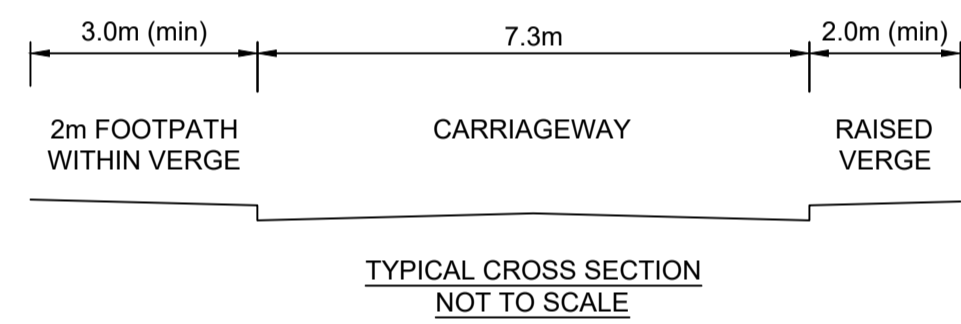 3.0m (min)
7.3m
2.0m (min)
2m FOOTPATH
WITHIN VERGE
CARRIAGEWAY
RAISED
VERGE
TYPICAL CROSS SECTION
NOT TO SCALE